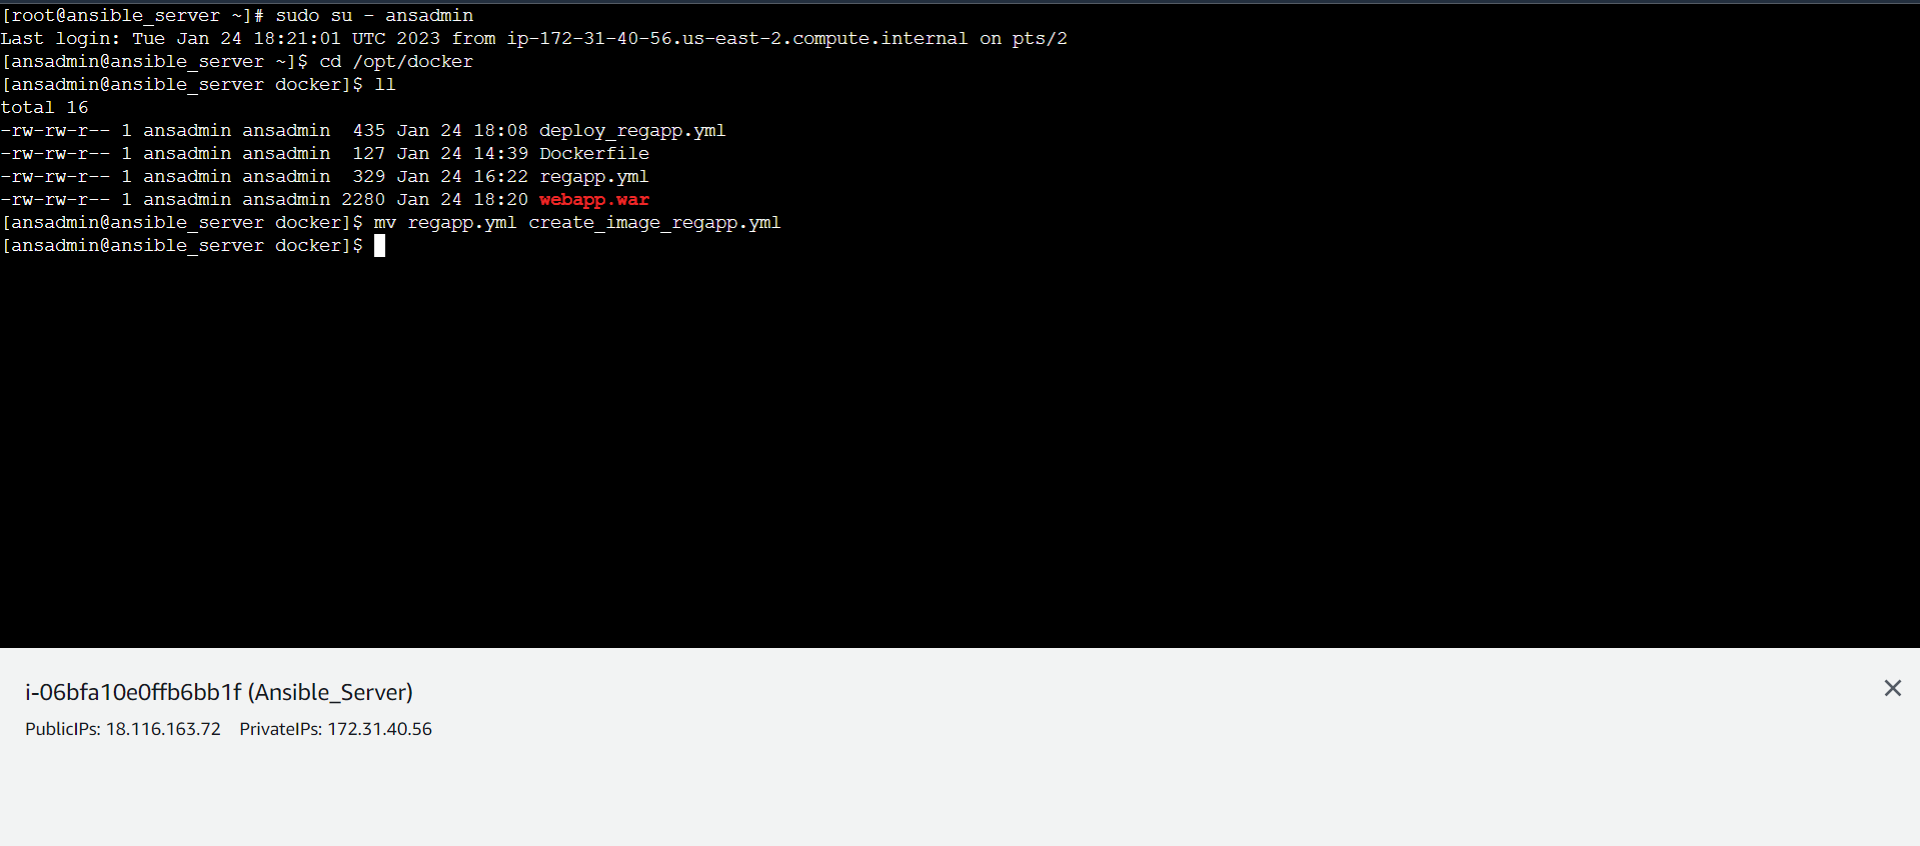 [root@ansible_server ~]# sudo su - ansadmin
Last login: Tue Jan 24 18:21:01 UTC 2023 from ip-172-31-40-56.us-east-2.compute.internal on pts/2
[ansadmin@ansible_server ~]$ cd /opt/docker
[ansadmin@ansible_server docker]$ ll
total 16
-rw-rw-r-- 1 ansadmin ansadmin  435 Jan 24 18:08 deploy_regapp.yml
-rw-rw-r-- 1 ansadmin ansadmin  127 Jan 24 14:39 Dockerfile
-rw-rw-r-- 1 ansadmin ansadmin  329 Jan 24 16:22 regapp.yml
-rw-rw-r-- 1 ansadmin ansadmin 2280 Jan 24 18:20 webapp.war
[ansadmin@ansible_server docker]$ mv regapp.yml create_image_regapp.yml
[ansadmin@ansible_server docker]$
i-06bfa10e0ffb6bb1f (Ansible_Server)
PublicIPs: 18.116.163.72    PrivateIPs: 172.31.40.56